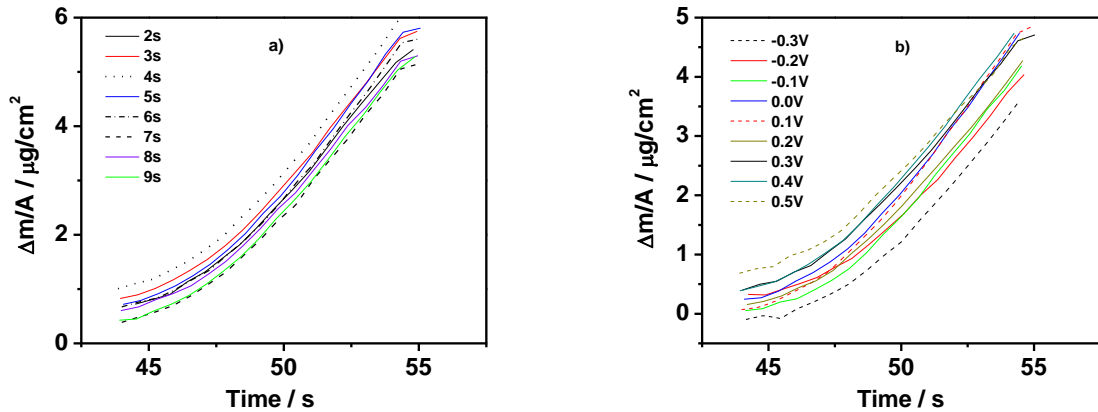 a)
2s
3s
4s
5s
6s
7s
8s
9s
6
4
2
0
45
50
55
Δm/A / μg/cm²
Time / s
b)
-0.3V
-0.2V
-0.1V
0.0V
0.1V
0.2V
0.3V
0.4V
0.5V
5
4
3
2
1
0
45
50
55
Δm/A / μg/cm²
Time / s